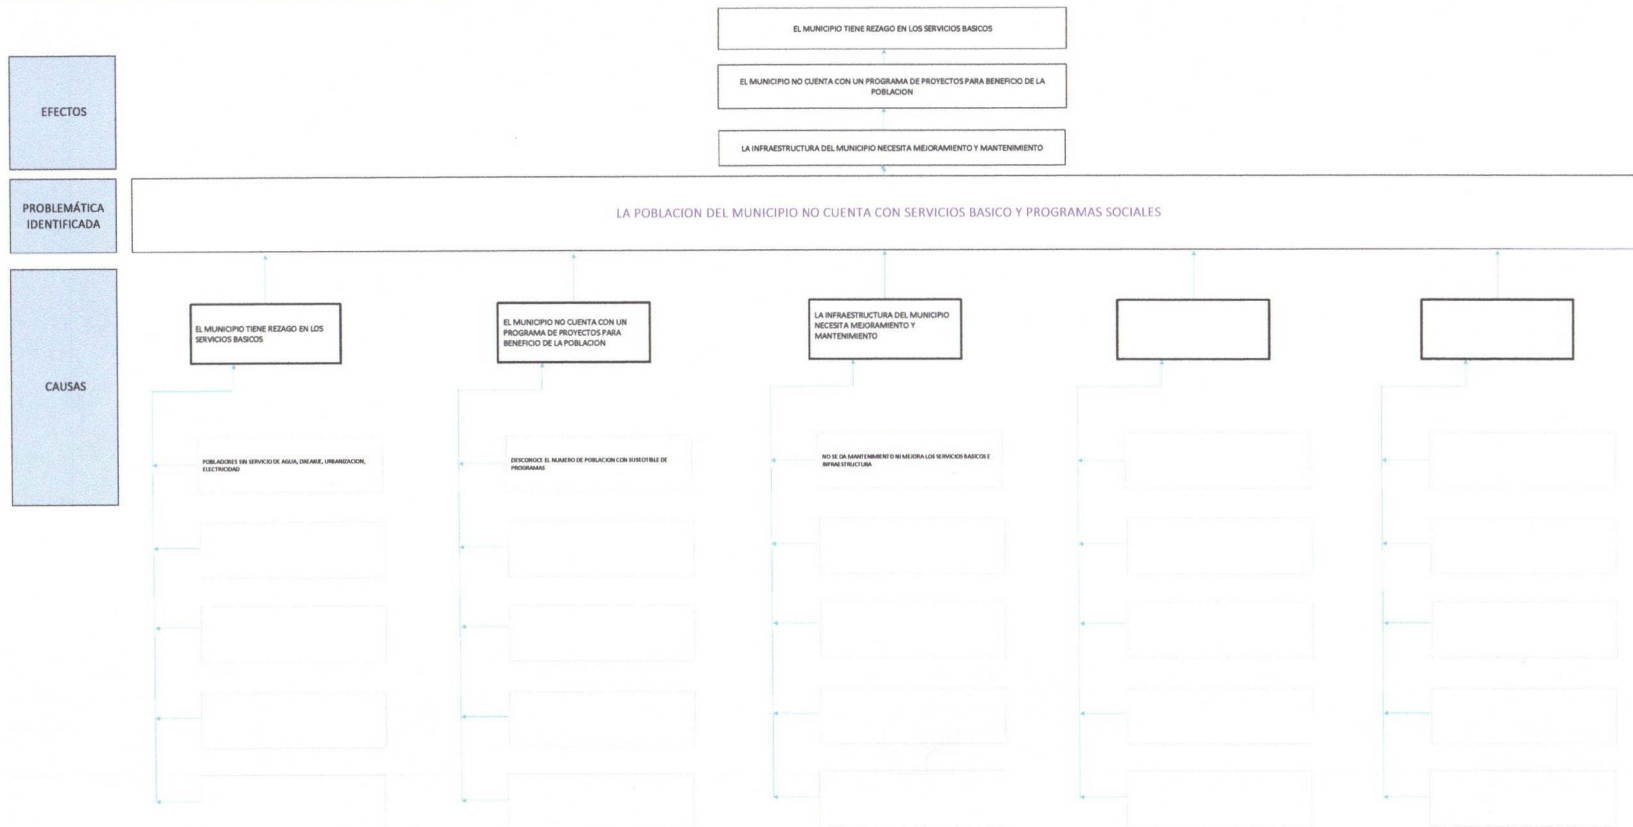 EL MUNICIPIO TIENE REZAGO EN LOS SERVICIOS BASICOS
EL MUNICIPIO NO CUENTA CON UN PROGRAMA DE PROYECTOS PARA BENEFICIO DE LA
POBLACION
EFECTOS
LA INFRAESTRUCTURA DEL MUNICIPIO NECESITA MEJORAMIENTO Y MANTENIMIENTO
PROBLEMÁTICA
IDENTIFICADA
LA POBLACION DEL MUNICIPIO NO CUENTA CON SERVICIOS BASICO Y PROGRAMAS SOCIALES
CAUSAS
EL MUNICIPIO TIENE REZAGO EN LOS
SERVICIOS BASICOS
EL MUNICIPIO NO CUENTA CON UN
PROGRAMA DE PROYECTOS PARA
BENEFICIO DE LA POBLACION
LA INFRAESTRUCTURA DEL MUNICIPIO
NECESITA MEJORAMIENTO Y
MANTENIMIENTO
POBLADORES SIN SERVICIO DE AGUA, DREANJE, URBANIZACION,
ELECTRICIDAD
DESCONOCE EL NUMERO DE POBLACION CON SUSEOTIBLE DE
PROGRAMAS
NO SE DA MANTENIMIENTO NI MEJORA LOS SERVICIOS BASICOS E
INFRAESTRUCTURA